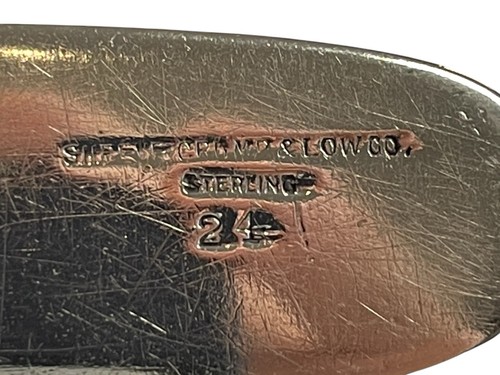 SHREVE CRUMP & LOW CO.
STERLING
24